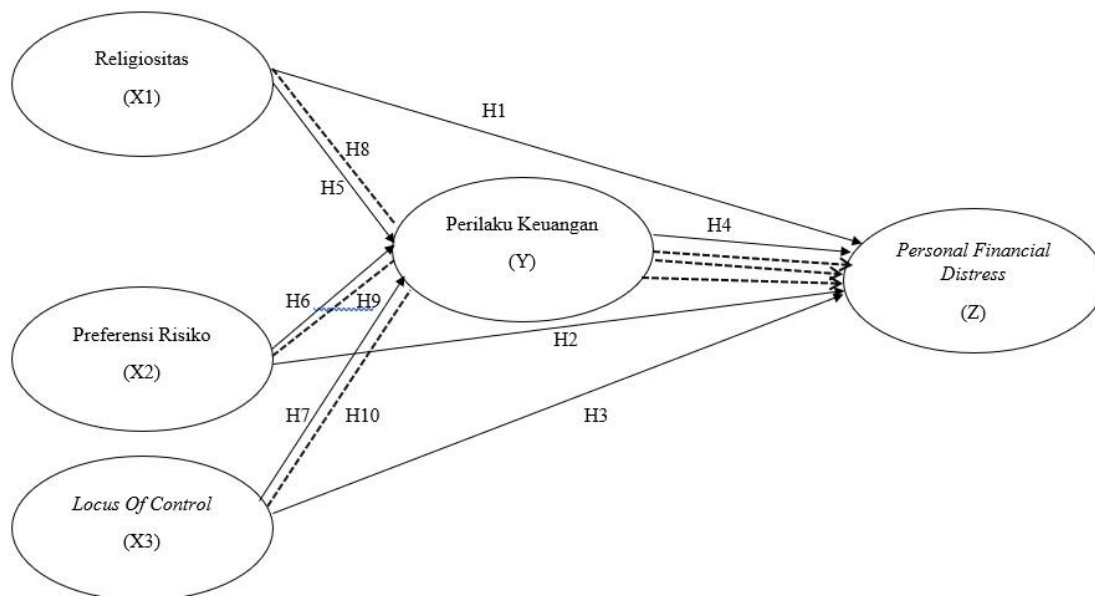 Religiositas
(X1)
H1
H8
H5
Perilaku Keuangan
(Y)
H4
Personal Financial
Distress
(Z)
H6
H9
Preferensi Risiko
(X2)
H2
H7
H10
H3
Locus Of Control
(X3)